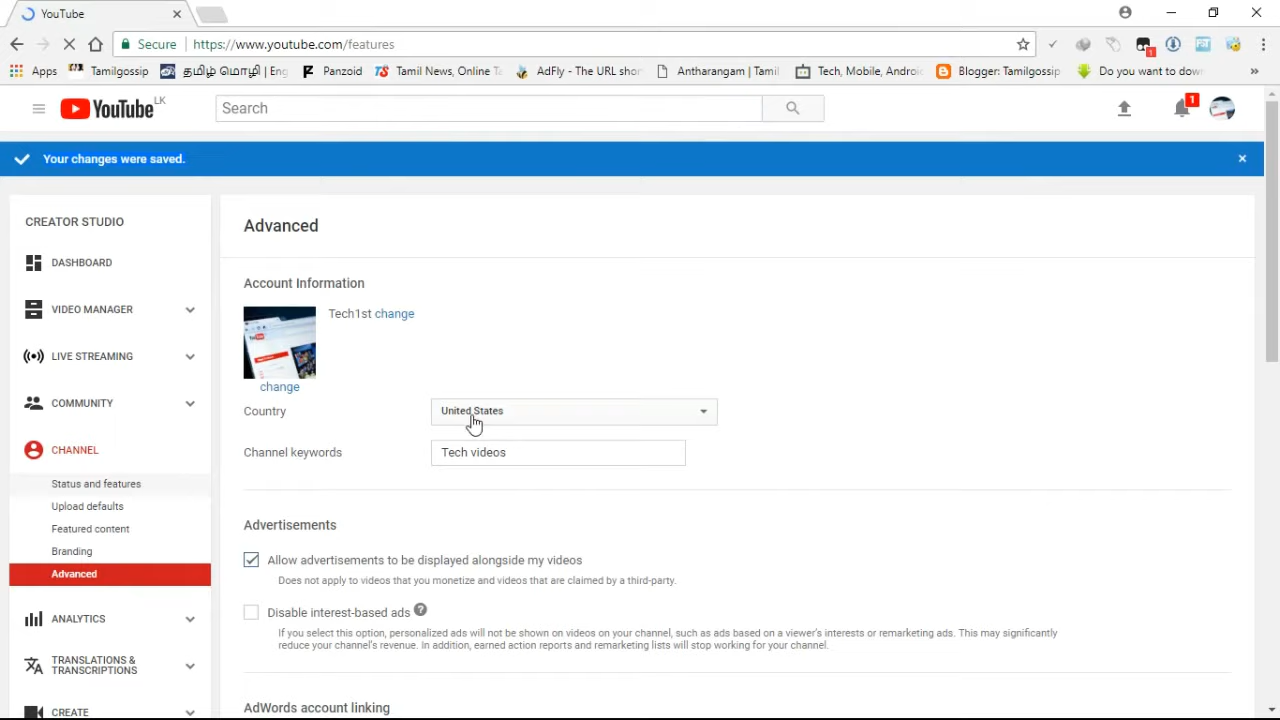 YouTube
Secure
https://www.youtube.com/features
Apps
Tamilgossip
தமிழ் மொழி | Eng
Panzoid
Tamil News, Online Ta
AdFly - The URL shor
Antharangam | Tamil
Tech, Mobile, Androi
Blogger: Tamilgossip
Do you want to dow
»
YouTube LK
Search
1
Your changes were saved.
CREATOR STUDIO
DASHBOARD
VIDEO MANAGER
LIVE STREAMING
COMMUNITY
CHANNEL
Status and features
Upload defaults
Featured content
Branding
Advanced
ANALYTICS
TRANSLATIONS &
TRANSCRIPTIONS
CREATE
Advanced
Account Information
Tech1st change
change
Country
United States
Channel keywords
Tech videos
Advertisements
Allow advertisements to be displayed alongside my videos
Does not apply to videos that you monetize and videos that are claimed by a third-party.
Disable interest-based ads
If you select this option, personalized ads will not be shown on videos on your channel, such as ads based on a viewer's interests or remarketing ads. This may significantly
reduce your channel's revenue. In addition, earned action reports and remarketing lists will stop working for your channel.
AdWords account linking